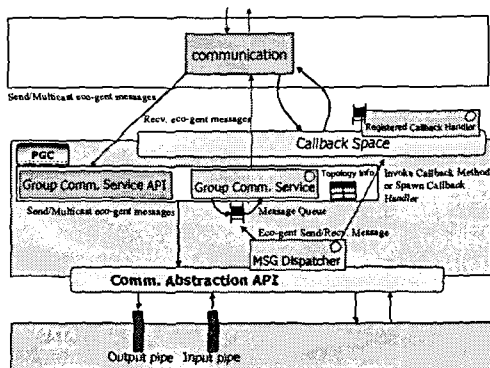 communication
Send/Multicast eco-gent messages
Recv. eco-gent messages
Registered Callback Handler
Callback Space
PGC
Group Comm. Service API
Group Comm. Service
Topology Info.
Invoke Callback Method
or Spawn Callback
Handler
Send/Multicast eco-gent messages
Message Queue
Eco-gent Send/Recv. Message
MSG Dispatcher
Comm. Abstraction API
Output pipe
Input pipe